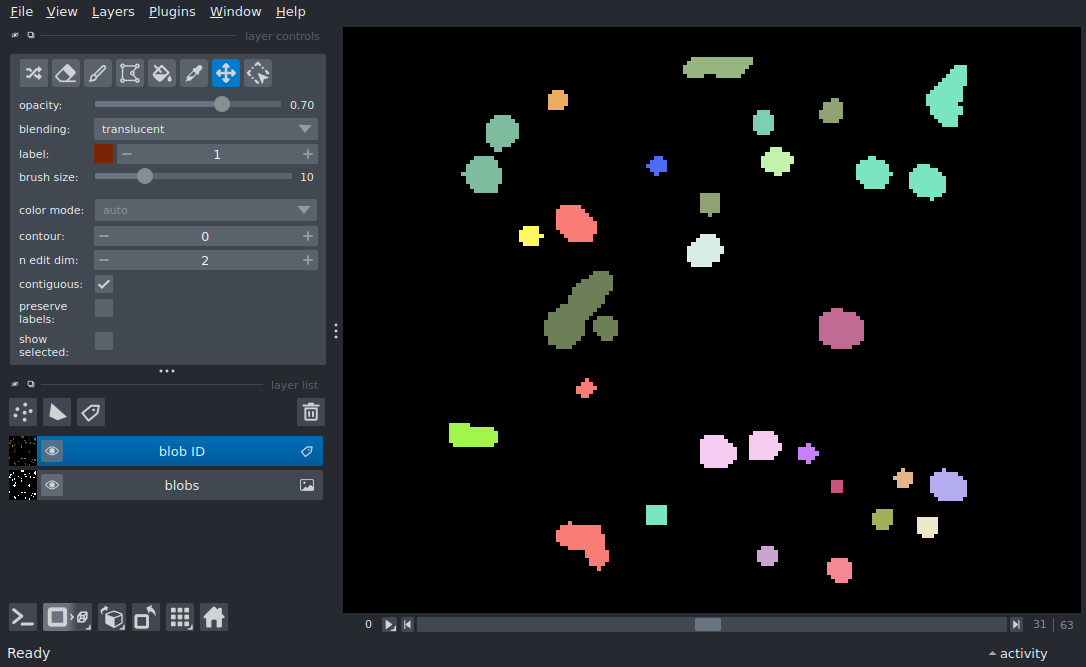 File View Layers Plugins Window Help
layer controls
opacity: 0.70
blending: translucent
label: 1
brush size: 10
color mode: auto
contour: 0
n edit dim: 2
contiguous:
preserve
labels:
show
selected:
layer list
blob ID
blobs
0 31 63
Ready activity